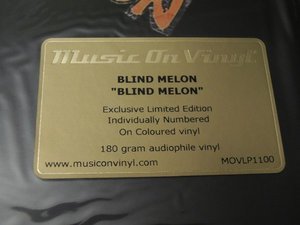 Music On Vinyl
BLIND MELON
"BLIND MELON"
Exclusive Limited Edition
Individually Numbered
On Coloured vinyl
180 gram audiophile vinyl
www.musiconvinyl.com MOVLP1100